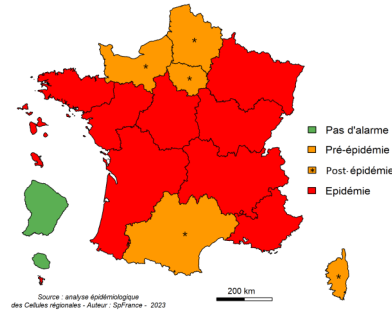 Pas d'alarme
Pré-épidémie
Post-épidémie
Epidémie
200 km
Source : analyse épidémiologique
des Cellules régionales - Auteur : SpFrance - 2023